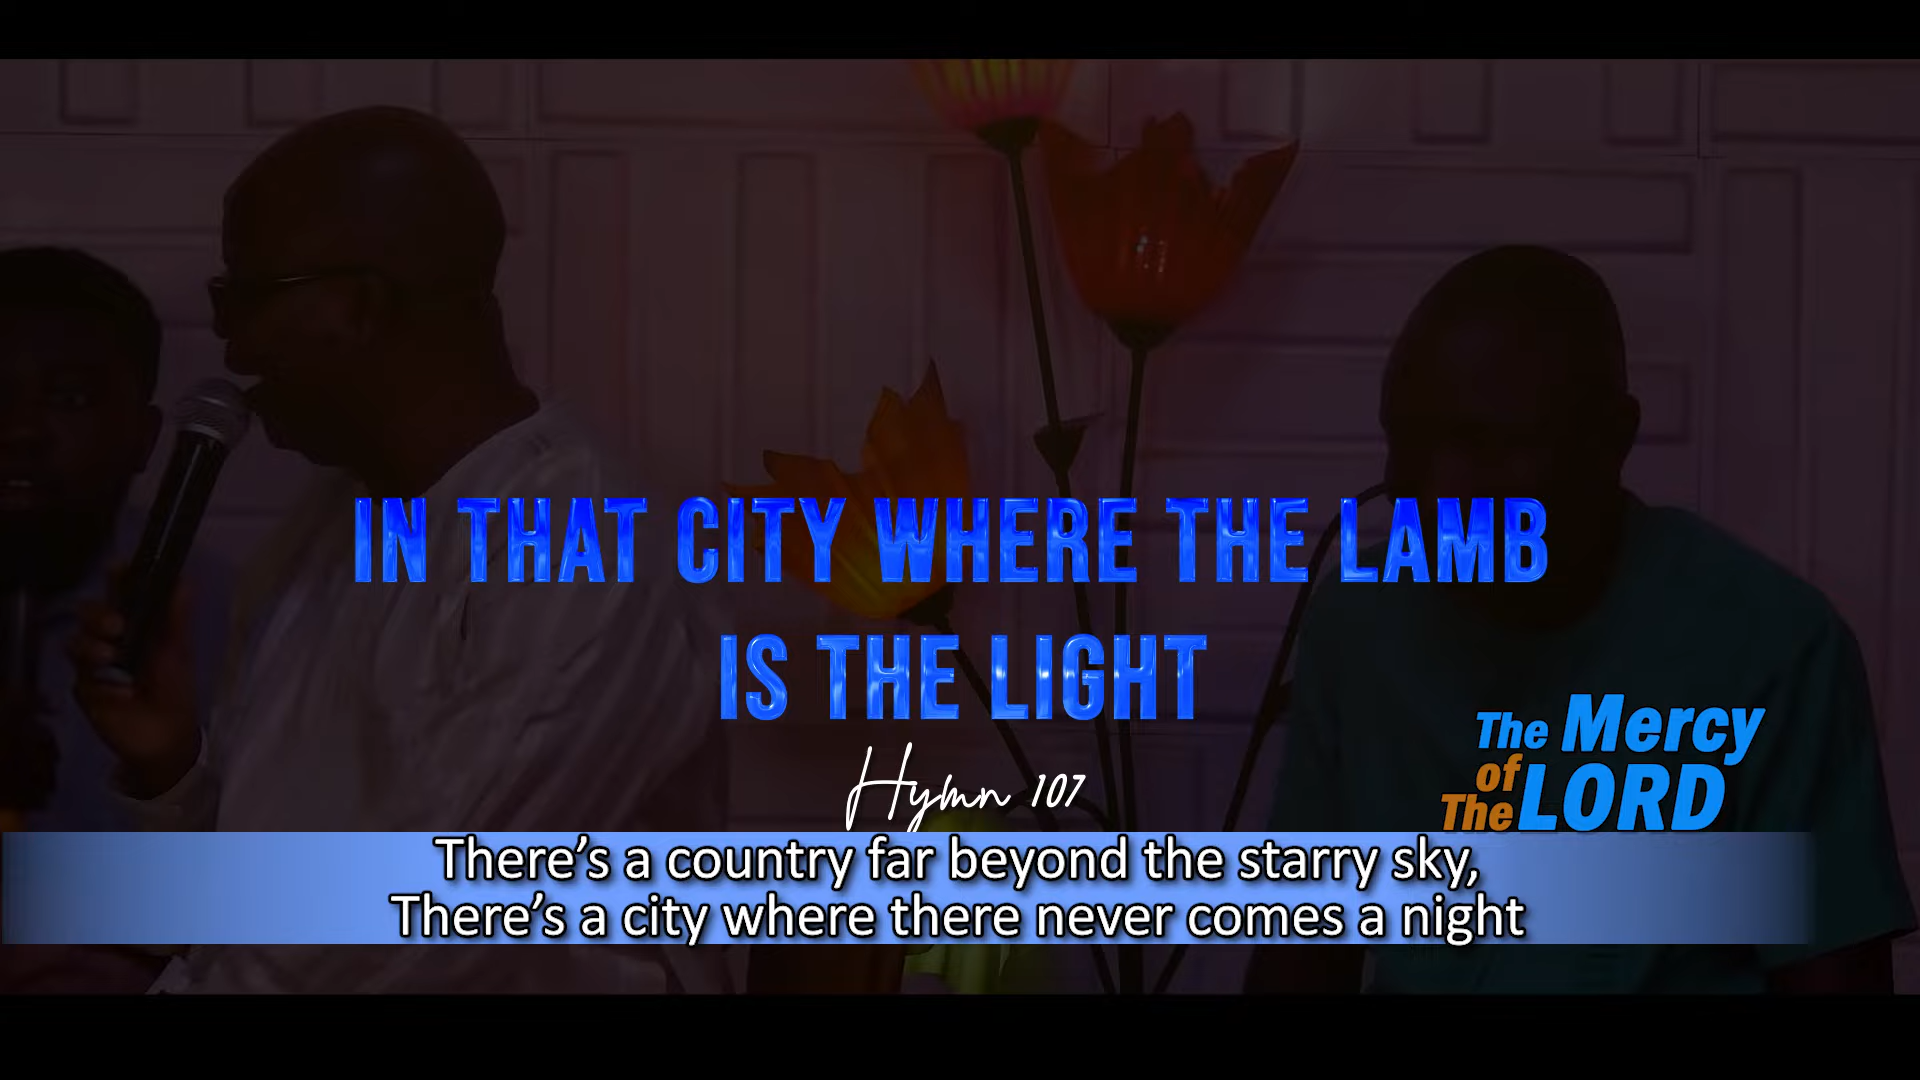 IN THAT CITY WHERE THE LAMB
IS THE LIGHT
Hymn 107
The Mercy
of
The LORD
There’s a country far beyond the starry sky,
There’s a city where there never comes a night